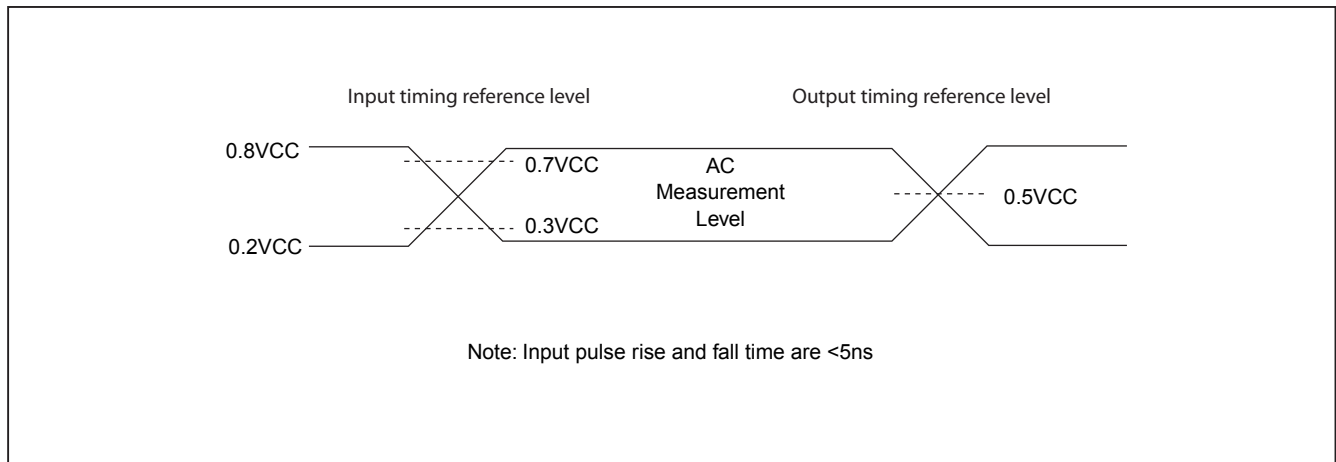 Input timing reference level
Output timing reference level
0.8VCC
0.7VCC
AC
Measurement
Level
0.5VCC
0.3VCC
0.2VCC
Note: Input pulse rise and fall time are <5ns